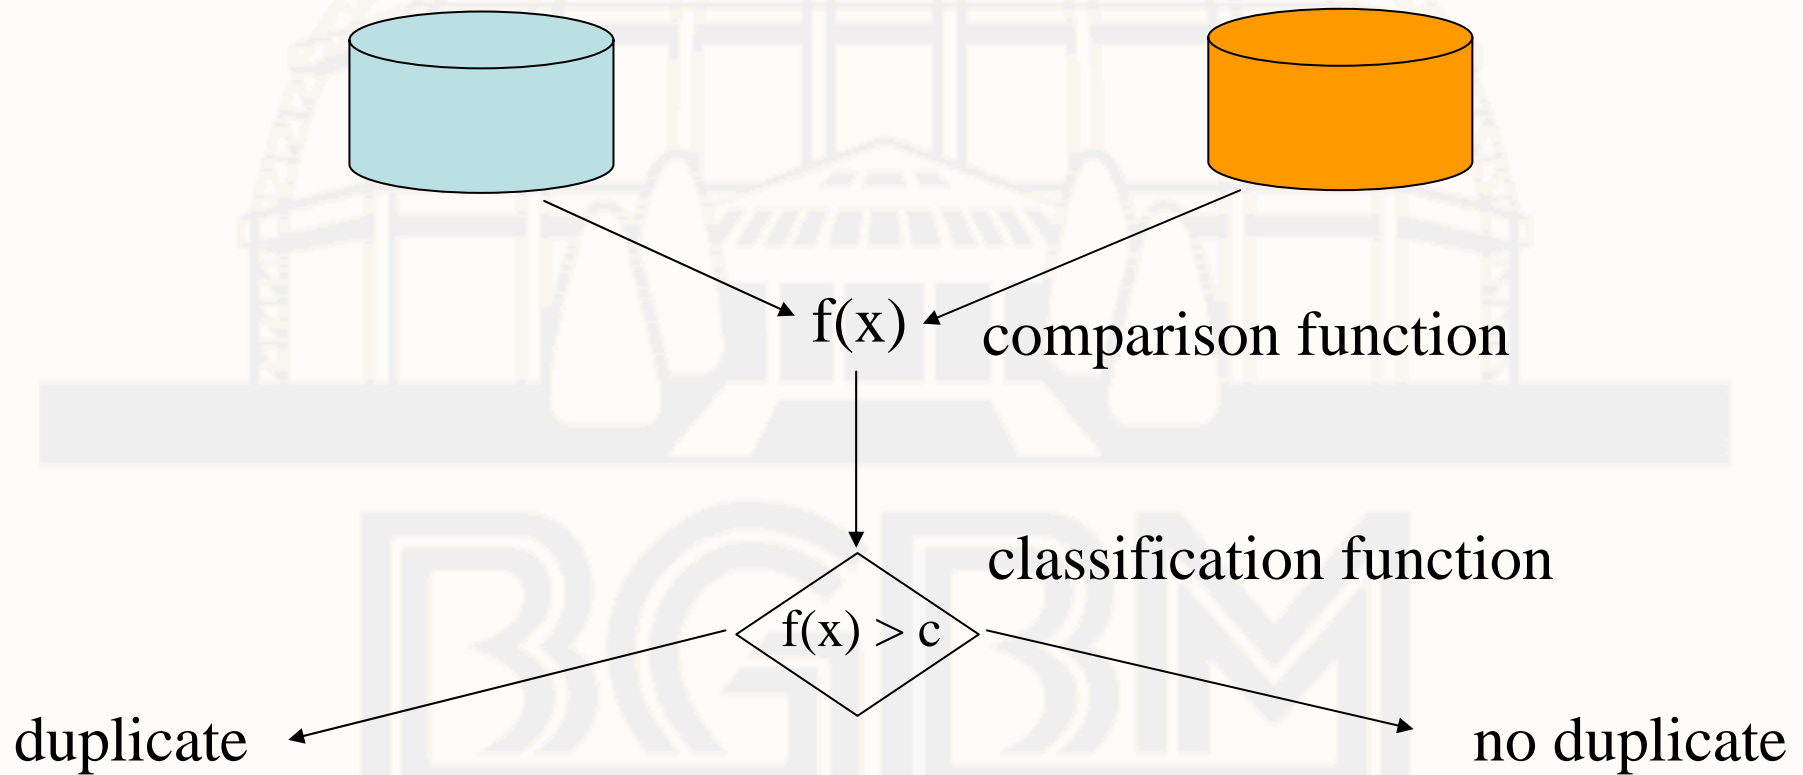 f(x)
comparison function
classification function
f(x) > c
duplicate
no duplicate
BGBM